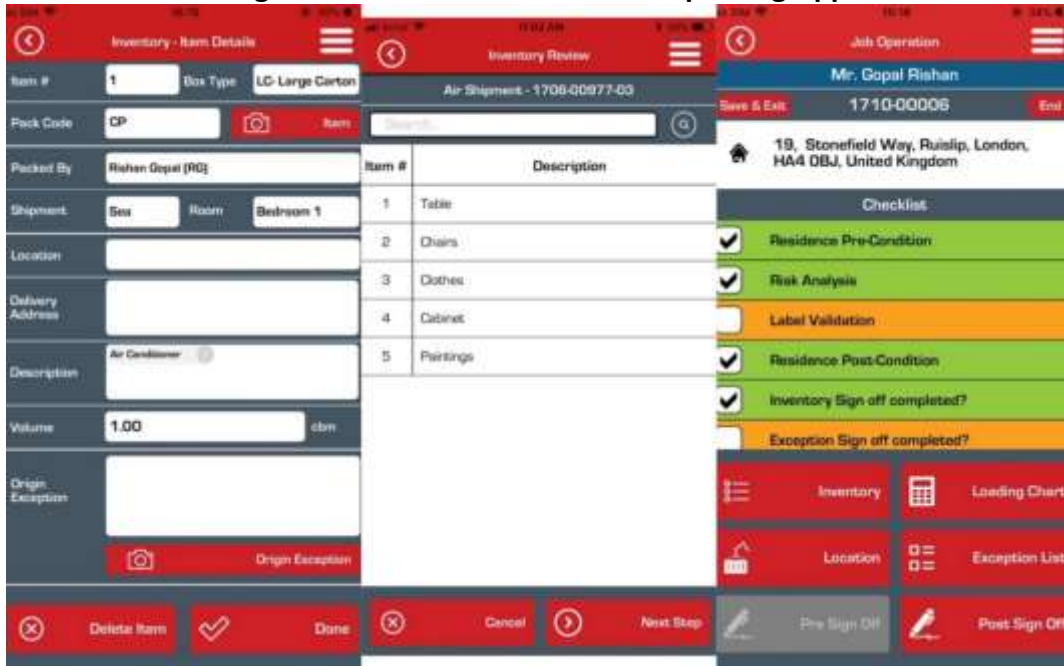 Inventory - Item Details
Item #
1
Box Type
LC- Large Carton
Pack Code
CP
Item
Packed By
Rishan Gopal (RG)
Shipment
Sea
Room
Bedroom 1
Location
Delivery
Address
Description
Air Conditioner
Volume
1.00
cbm
Origin
Exception
Origin Exception
Delete Item
Done
Inventory Review
Air Shipment - 1706-00977-03
Search...
Item #
Description
1
Table
2
Chairs
3
Clothes
4
Cabinet
5
Paintings
Cancel
Next Step
Job Operation
Mr. Gopal Rishan
Save & Exit
1710-00006
End
19, Stonefield Way, Ruislip, London,
HA4 0BJ, United Kingdom
Checklist
Residence Pre-Condition
Risk Analysis
Label Validation
Residence Post-Condition
Inventory Sign off completed?
Exception Sign off completed?
Inventory
Loading Chart
Location
Exception List
Pre Sign Off
Post Sign Off